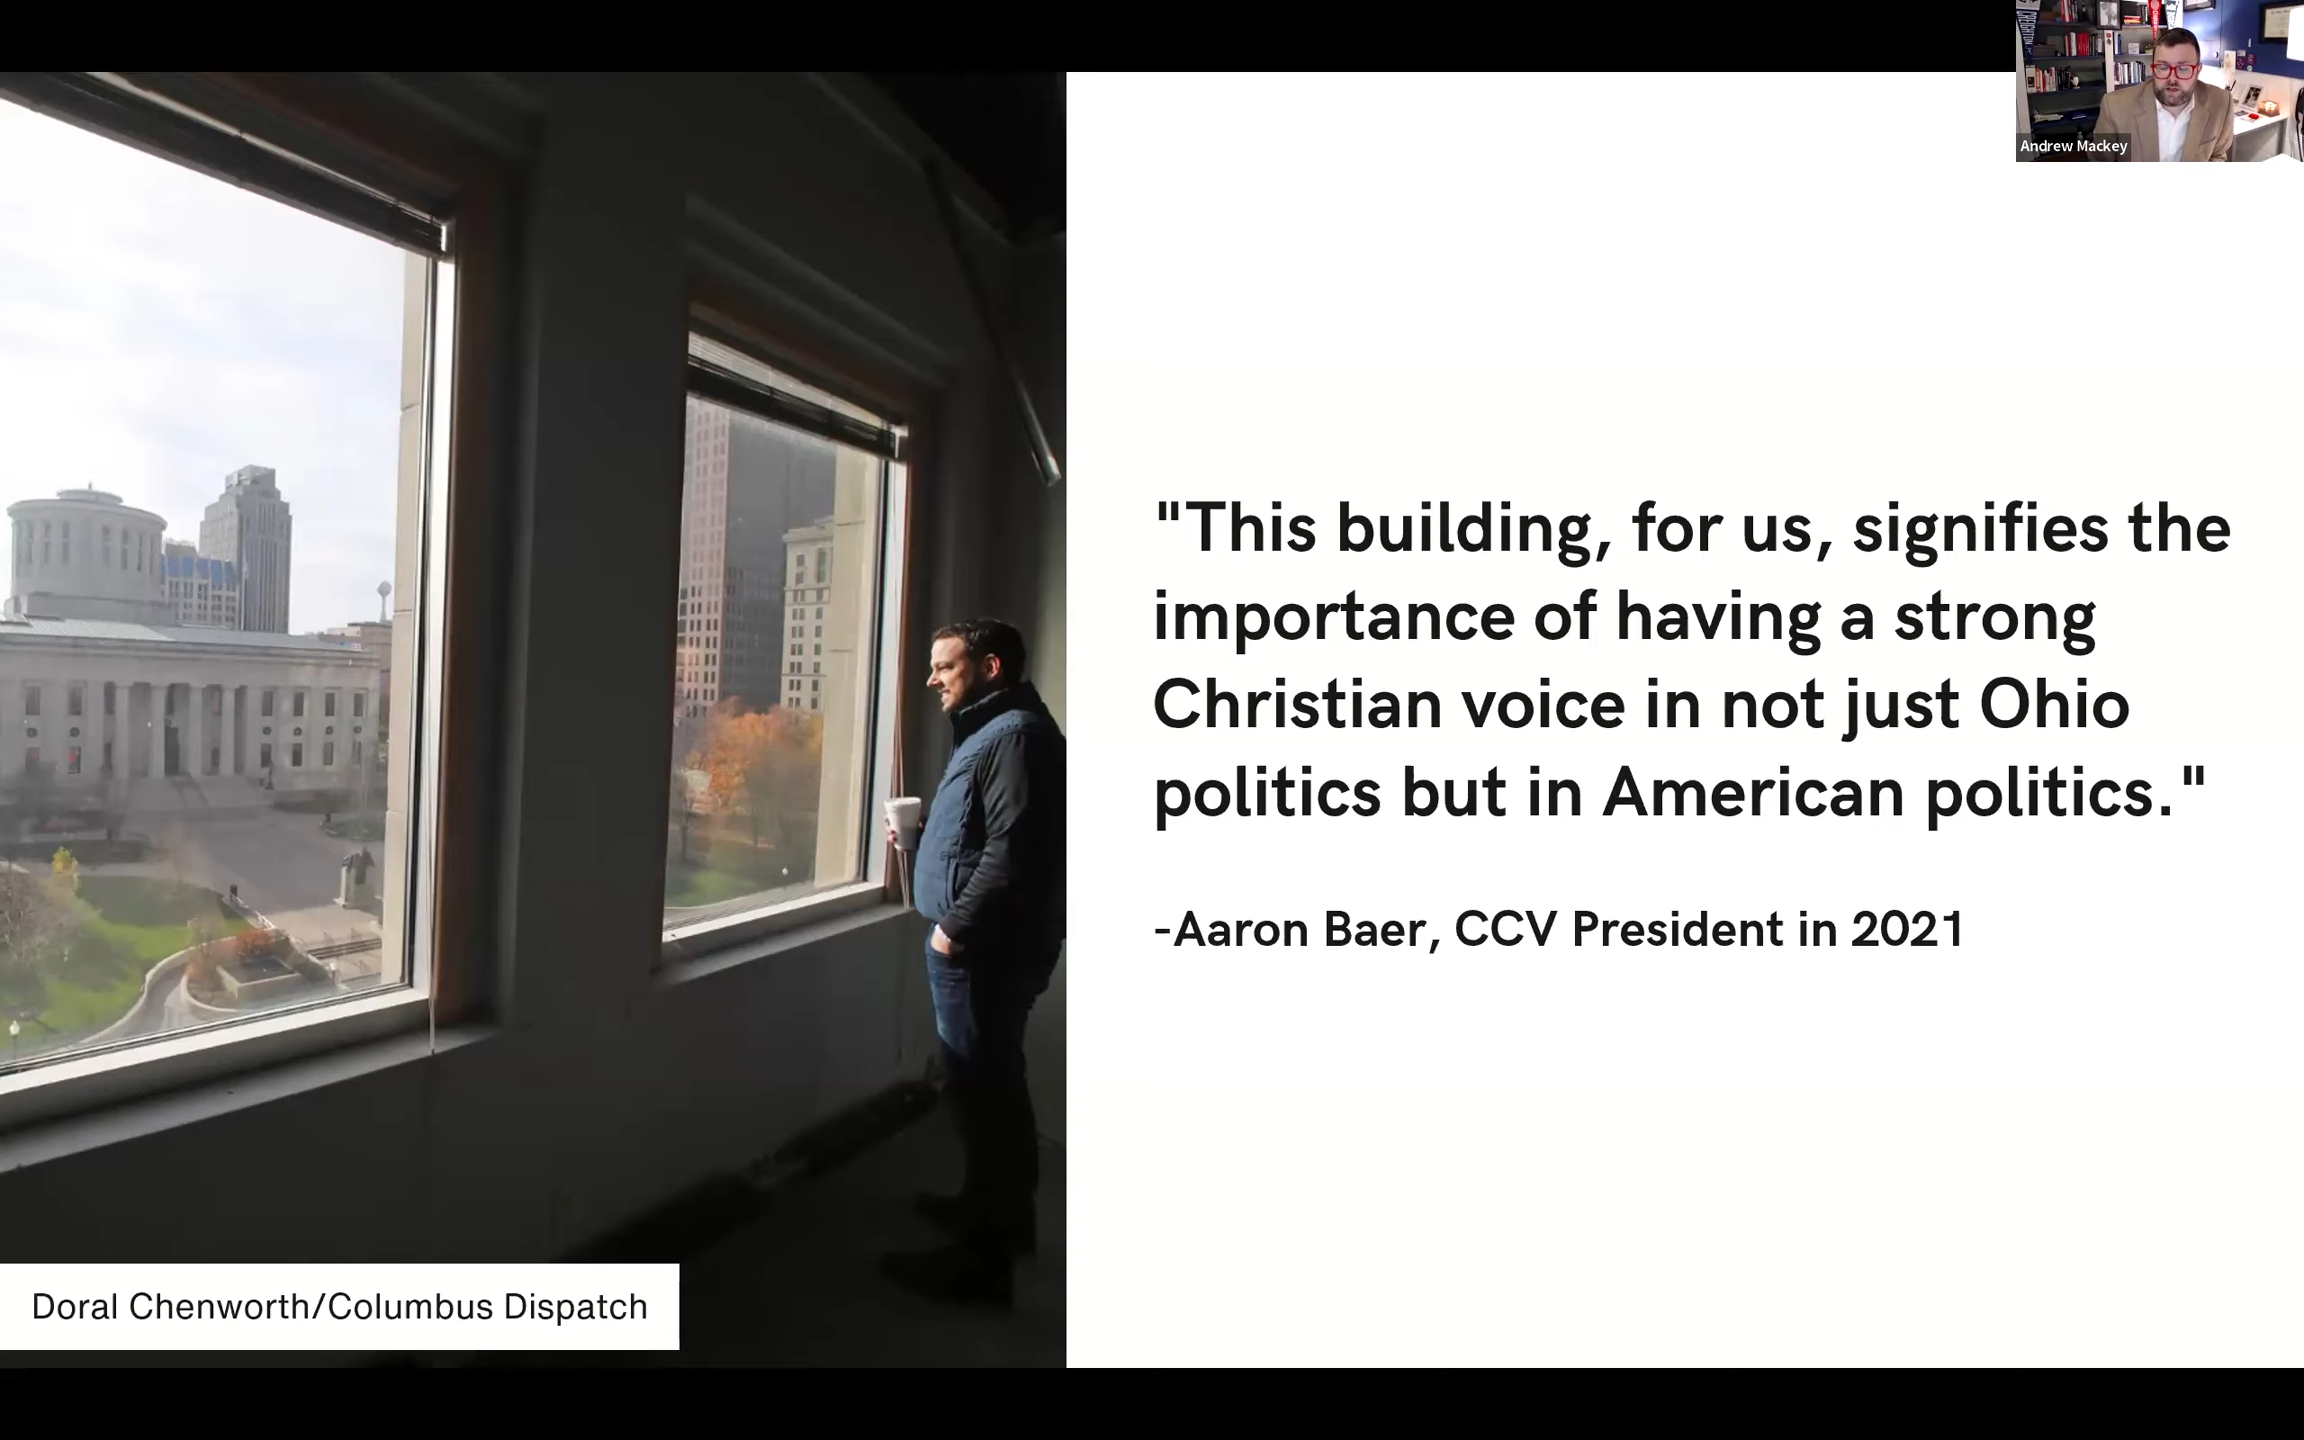 CREIGHTON
Andrew Mackey
"This building, for us, signifies the
importance of having a strong
Christian voice in not just Ohio
politics but in American politics."
-Aaron Baer, CCV President in 2021
Doral Chenworth/Columbus Dispatch